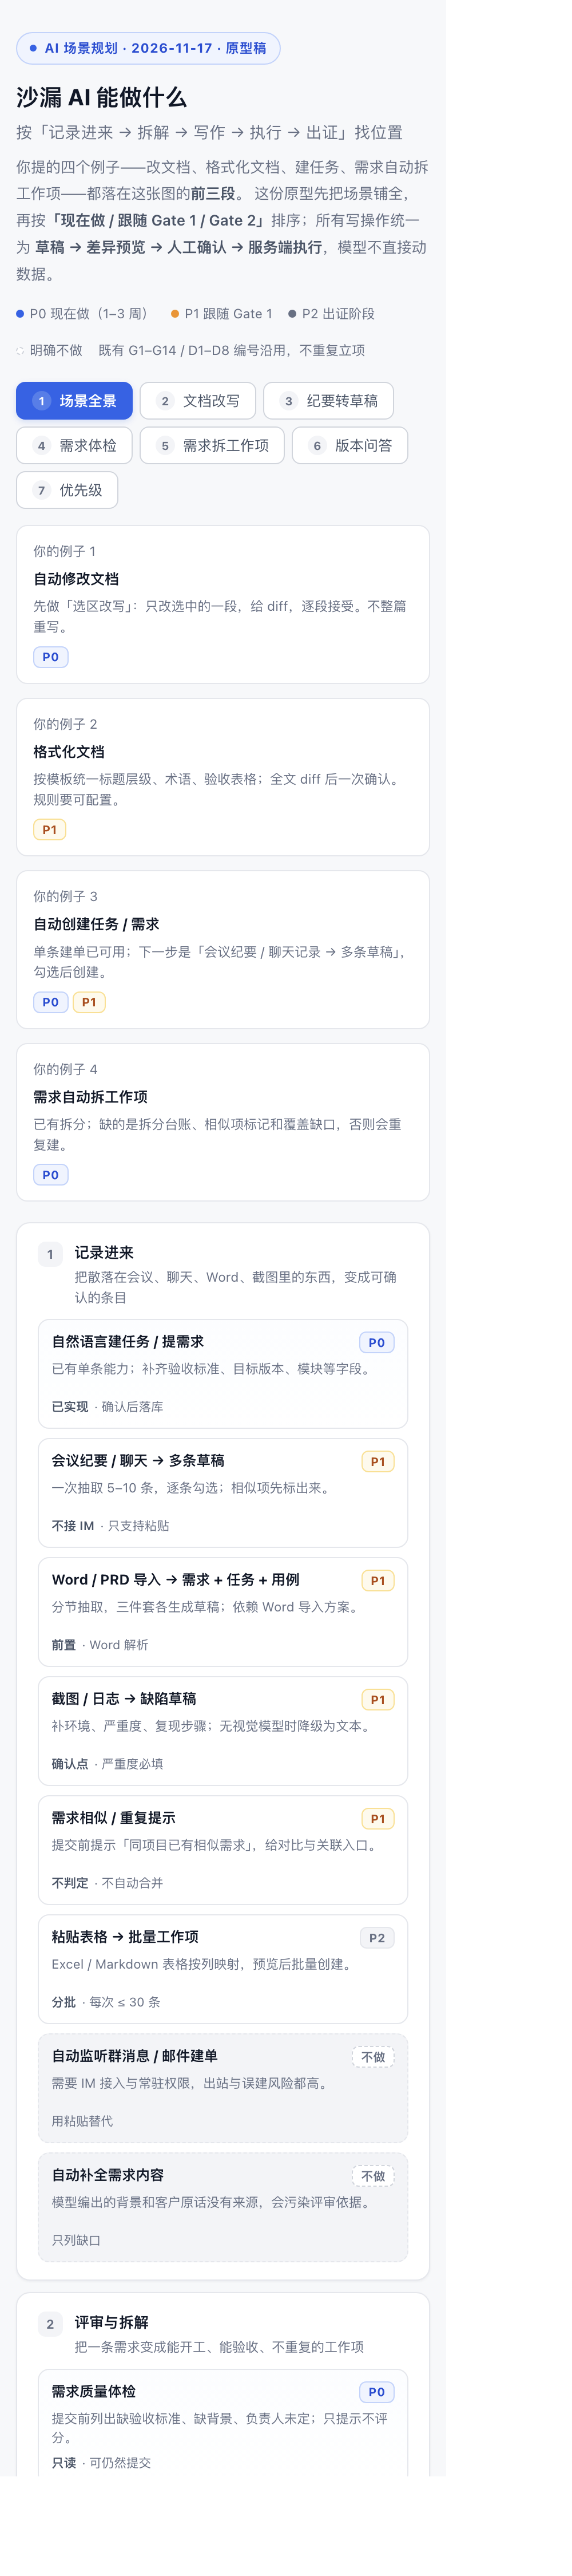 AI 场景规划 · 2026-11-17 · 原型稿
沙漏 AI 能做什么
按「记录进来 → 拆解 → 写作 → 执行 → 出证」找位置
你提的四个例子——改文档、格式化文档、建任务、需求自动拆
工作项——都落在这张图的前三段。 这份原型先把场景铺全，
再按「现在做 / 跟随 Gate 1 / Gate 2」排序；所有写操作统一
为 草稿 → 差异预览 → 人工确认 → 服务端执行，模型不直接动
数据。
P0 现在做（1–3 周） P1 跟随 Gate 1 P2 出证阶段
明确不做 既有 G1–G14 / D1–D8 编号沿用，不重复立项
1 场景全景 2 文档改写 3 纪要转草稿
4 需求体检 5 需求拆工作项 6 版本问答
7 优先级
你的例子 1
自动修改文档
先做「选区改写」：只改选中的一段，给 diff，逐段接受。不整篇
重写。
P0
你的例子 2
格式化文档
按模板统一标题层级、术语、验收表格；全文 diff 后一次确认。
规则要可配置。
P1
你的例子 3
自动创建任务 / 需求
单条建单已可用；下一步是「会议纪要 / 聊天记录 → 多条草稿」，
勾选后创建。
P0 P1
你的例子 4
需求自动拆工作项
已有拆分；缺的是拆分台账、相似项标记和覆盖缺口，否则会重
复建。
P0
1 记录进来
把散落在会议、聊天、Word、截图里的东西，变成可确
认的条目
自然语言建任务 / 提需求 P0
已有单条能力；补齐验收标准、目标版本、模块等字段。
已实现 · 确认后落库
会议纪要 / 聊天 → 多条草稿 P1
一次抽取 5–10 条，逐条勾选；相似项先标出来。
不接 IM · 只支持粘贴
Word / PRD 导入 → 需求 + 任务 + 用例 P1
分节抽取，三件套各生成草稿；依赖 Word 导入方案。
前置 · Word 解析
截图 / 日志 → 缺陷草稿 P1
补环境、严重度、复现步骤；无视觉模型时降级为文本。
确认点 · 严重度必填
需求相似 / 重复提示 P1
提交前提示「同项目已有相似需求」，给对比与关联入口。
不判定 · 不自动合并
粘贴表格 → 批量工作项 P2
Excel / Markdown 表格按列映射，预览后批量创建。
分批 · 每次 ≤ 30 条
自动监听群消息 / 邮件建单 不做
需要 IM 接入与常驻权限，出站与误建风险都高。
用粘贴替代
自动补全需求内容 不做
模型编出的背景和客户原话没有来源，会污染评审依据。
只列缺口
2 评审与拆解
把一条需求变成能开工、能验收、不重复的工作项
需求质量体检 P0
提交前列出缺验收标准、缺背景、负责人未定；只提示不评
分。
只读 · 可仍然提交